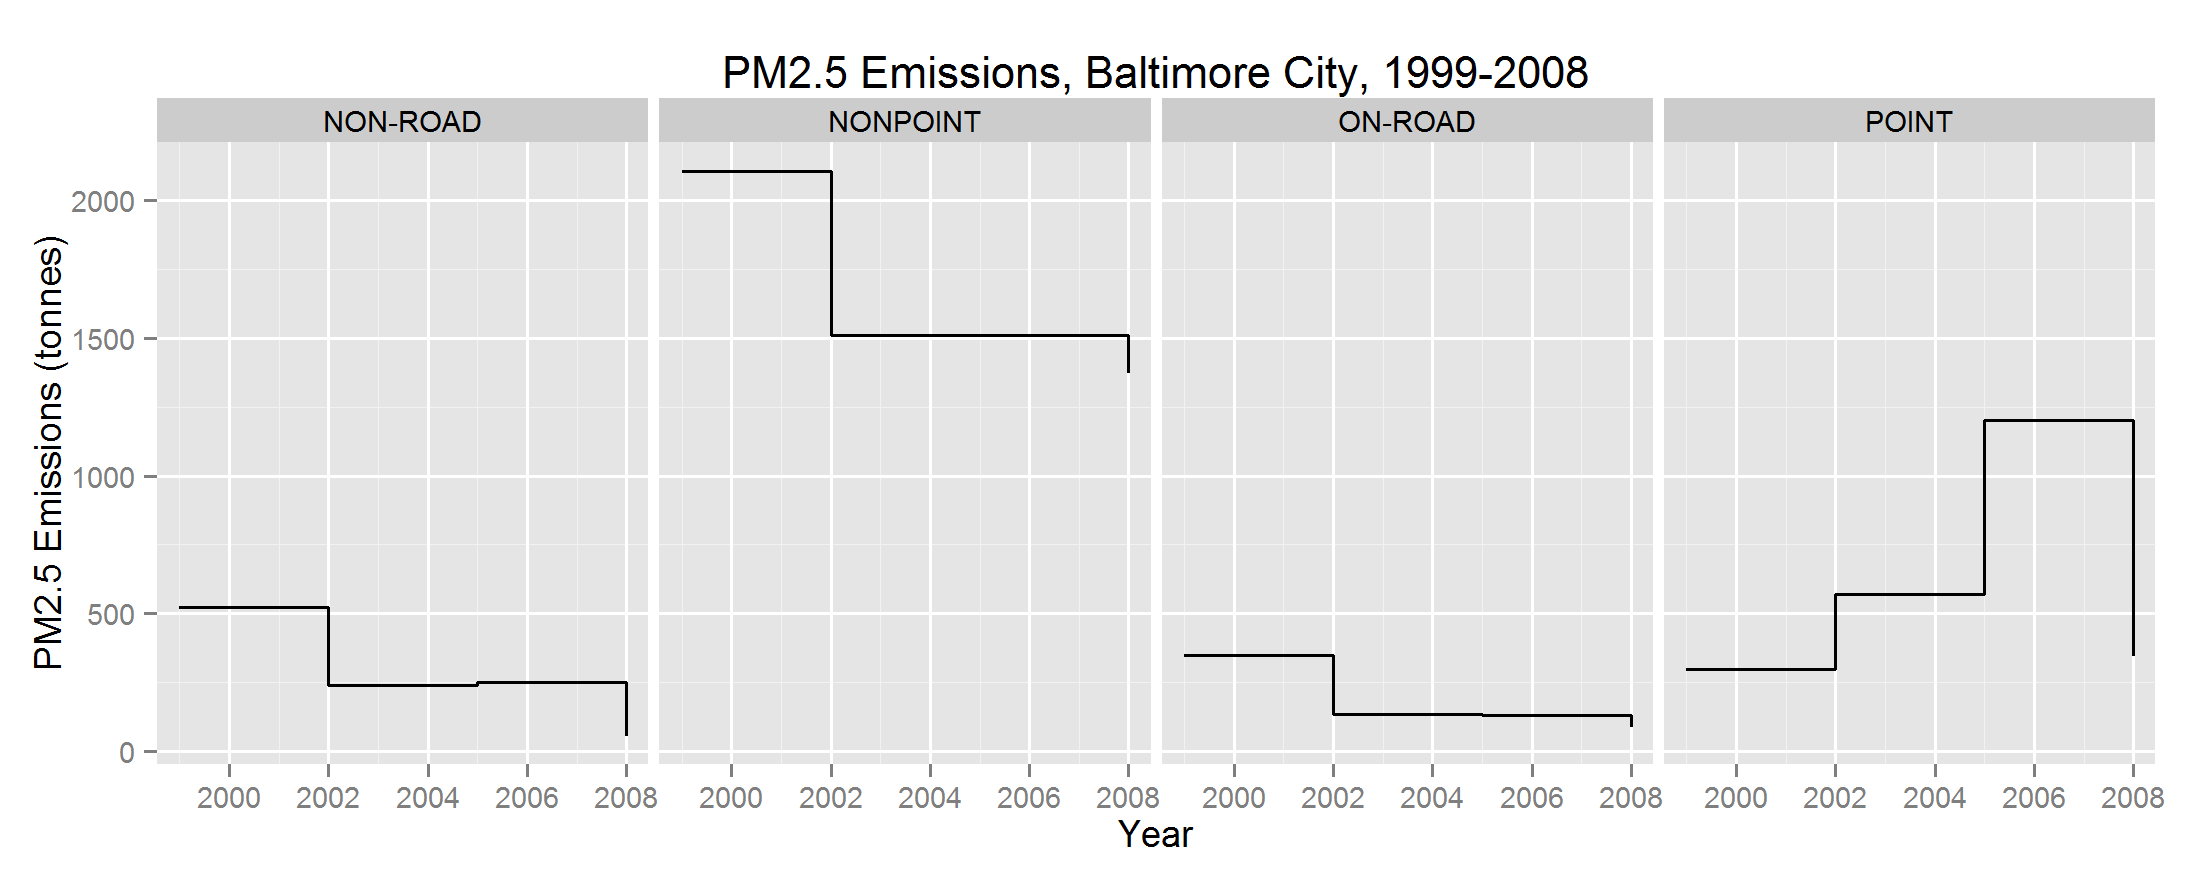 PM2.5 Emissions, Baltimore City, 1999-2008
NON-ROAD NONPOINT ON-ROAD POINT
PM2.5 Emissions (tonnes)
2000
1500
1000
500
0
2000 2002 2004 2006 2008 2000 2002 2004 2006 2008 2000 2002 2004 2006 2008 2000 2002 2004 2006 2008
Year